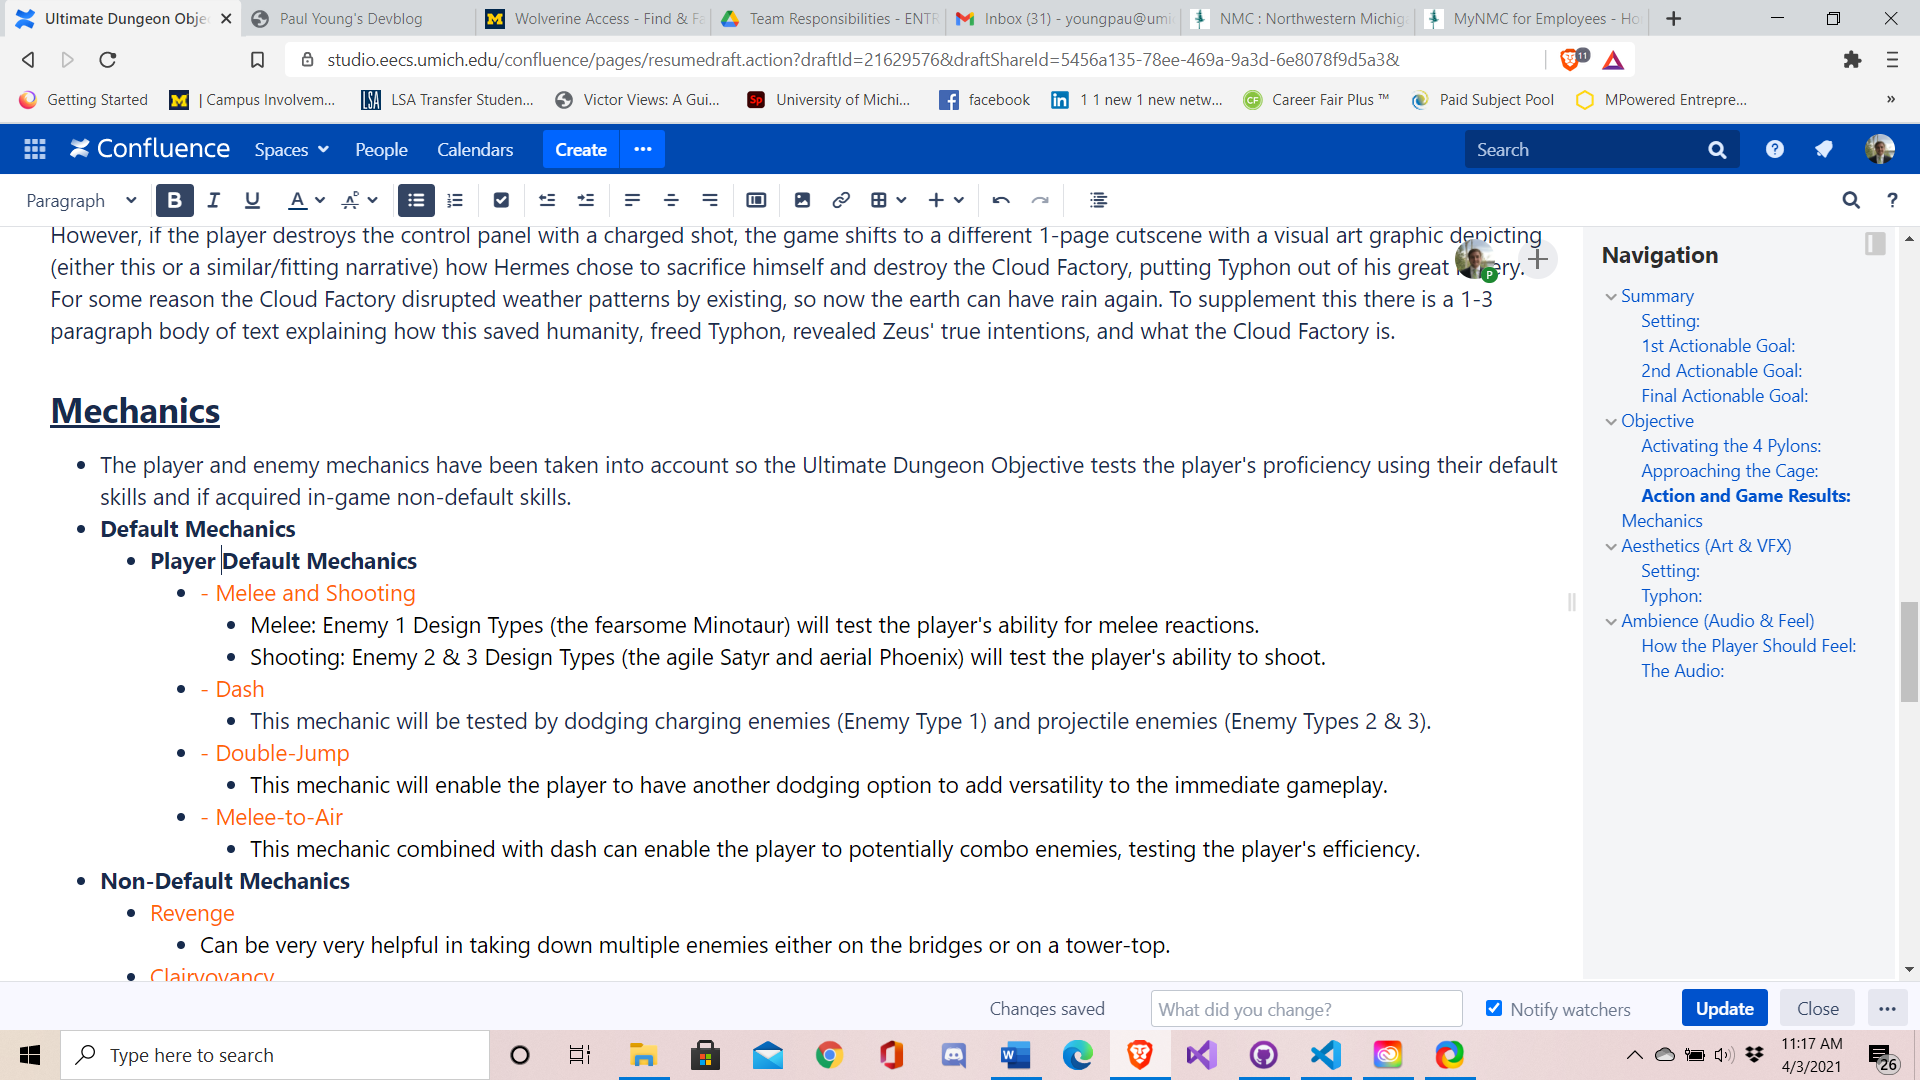 Ultimate Dungeon Obje
Paul Young's Devblog
Wolverine Access - Find & Fa
Team Responsibilities - ENTR
Inbox (31) - youngpau@umi
NMC : Northwestern Michig
MyNMC for Employees - Ho
studio.eecs.umich.edu/confluence/pages/resumedraft.action?draftId=21629576&draftShareId=5456a135-78ee-469a-9a3d-6e8078f9d5a3&
11
Getting Started
| Campus Involvem...
LSA Transfer Studen...
Victor Views: A Gui...
University of Michi...
facebook
1 1 new 1 new netw...
Career Fair Plus ™
Paid Subject Pool
MPowered Entrepre...
»
Confluence
Spaces
People
Calendars
Create
Search
Paragraph
However, if the player destroys the control panel with a charged shot, the game shifts to a different 1-page cutscene with a visual art graphic depicting
(either this or a similar/fitting narrative) how Hermes chose to sacrifice himself and destroy the Cloud Factory, putting Typhon out of his great ery.
For some reason the Cloud Factory disrupted weather patterns by existing, so now the earth can have rain again. To supplement this there is a 1-3
paragraph body of text explaining how this saved humanity, freed Typhon, revealed Zeus' true intentions, and what the Cloud Factory is.
Mechanics
• The player and enemy mechanics have been taken into account so the Ultimate Dungeon Objective tests the player's proficiency using their default
skills and if acquired in-game non-default skills.
• Default Mechanics
• Player Default Mechanics
• - Melee and Shooting
• Melee: Enemy 1 Design Types (the fearsome Minotaur) will test the player's ability for melee reactions.
• Shooting: Enemy 2 & 3 Design Types (the agile Satyr and aerial Phoenix) will test the player's ability to shoot.
• - Dash
• This mechanic will be tested by dodging charging enemies (Enemy Type 1) and projectile enemies (Enemy Types 2 & 3).
• - Double-Jump
• This mechanic will enable the player to have another dodging option to add versatility to the immediate gameplay.
• - Melee-to-Air
• This mechanic combined with dash can enable the player to potentially combo enemies, testing the player's efficiency.
• Non-Default Mechanics
• Revenge
• Can be very very helpful in taking down multiple enemies either on the bridges or on a tower-top.
• Clairvoyancy
Navigation
Summary
Setting:
1st Actionable Goal:
2nd Actionable Goal:
Final Actionable Goal:
Objective
Activating the 4 Pylons:
Approaching the Cage:
Action and Game Results:
Mechanics
Aesthetics (Art & VFX)
Setting:
Typhon:
Ambience (Audio & Feel)
How the Player Should Feel:
The Audio:
Changes saved
What did you change?
Notify watchers
Update
Close
Type here to search
11:17 AM
4/3/2021
26